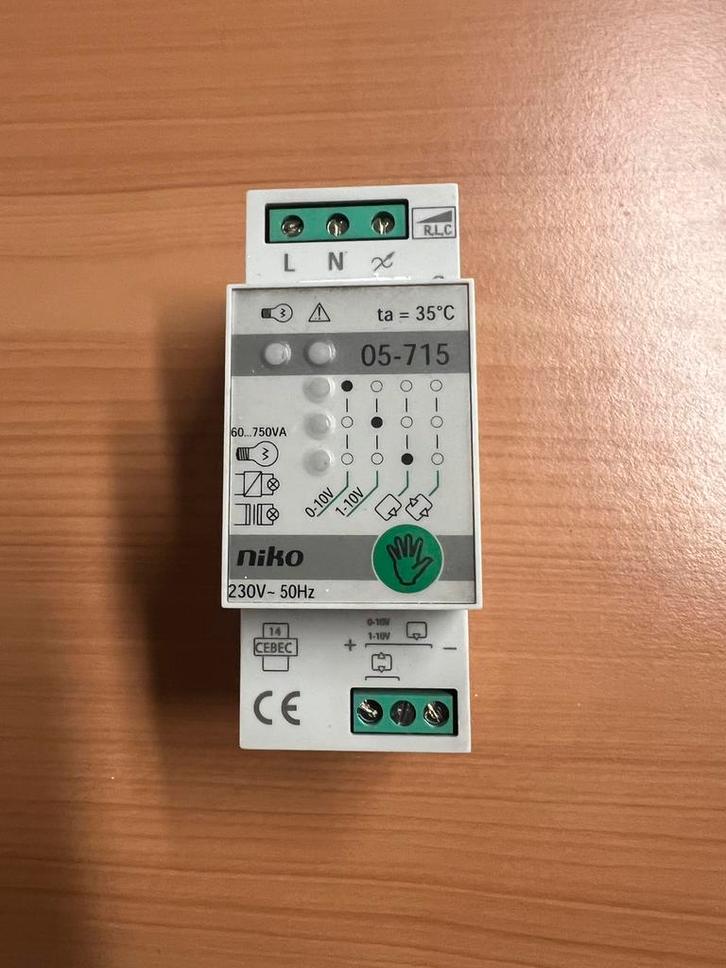 R,L,C
L N
ta = 35°C
05-715
60...750VA
0-10V 1-10V
niko
230V~ 50Hz
14
CEBEC
+ 0-10V
1-10V −
CE